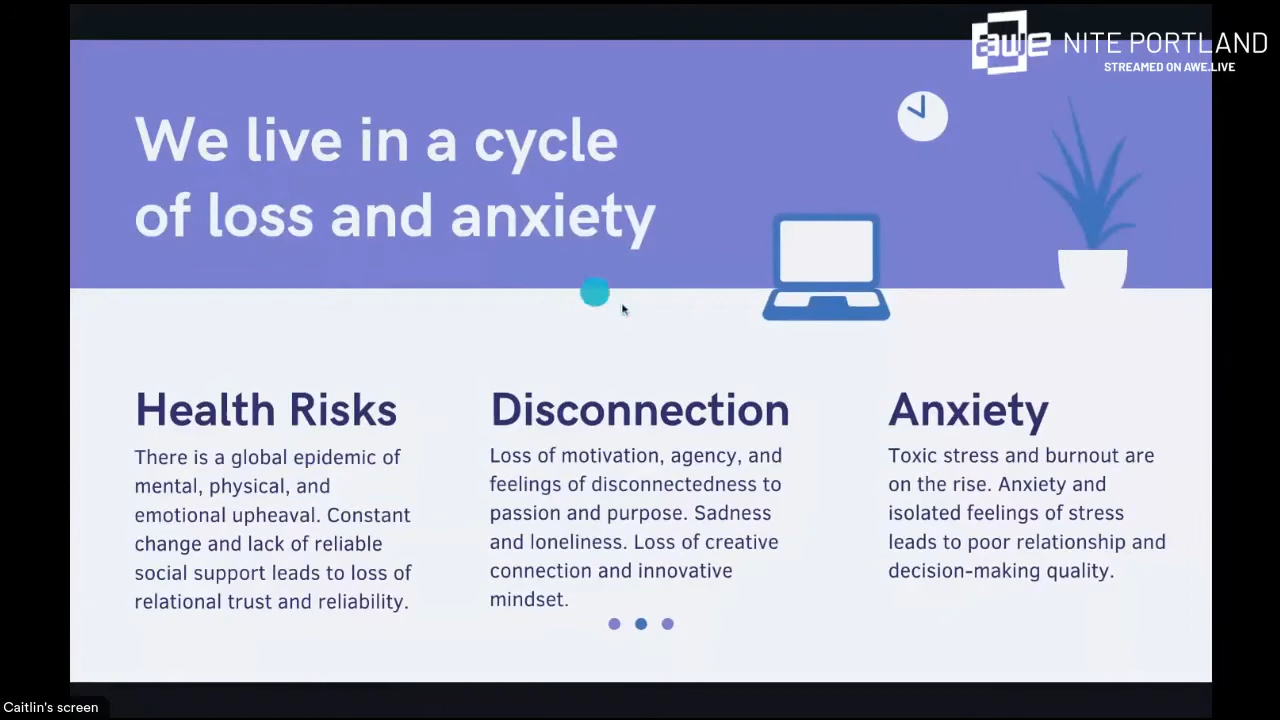 awe NITE PORTLAND
STREAMED ON AWE.LIVE
We live in a cycle
of loss and anxiety
Health Risks
There is a global epidemic of
mental, physical, and
emotional upheaval. Constant
change and lack of reliable
social support leads to loss of
relational trust and reliability.
Disconnection
Loss of motivation, agency, and
feelings of disconnectedness to
passion and purpose. Sadness
and loneliness. Loss of creative
connection and innovative
mindset.
Anxiety
Toxic stress and burnout are
on the rise. Anxiety and
isolated feelings of stress
leads to poor relationship and
decision-making quality.
Caitlin's screen